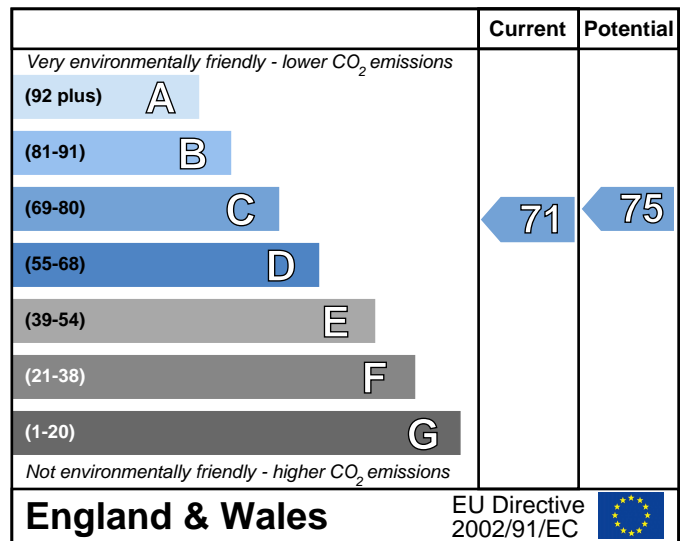 Current Potential
Very environmentally friendly - lower CO2 emissions
(92 plus) A
(81-91) B
(69-80) C 71 75
(55-68) D
(39-54) E
(21-38) F
(1-20) G
Not environmentally friendly - higher CO2 emissions
England & Wales
EU Directive
2002/91/EC